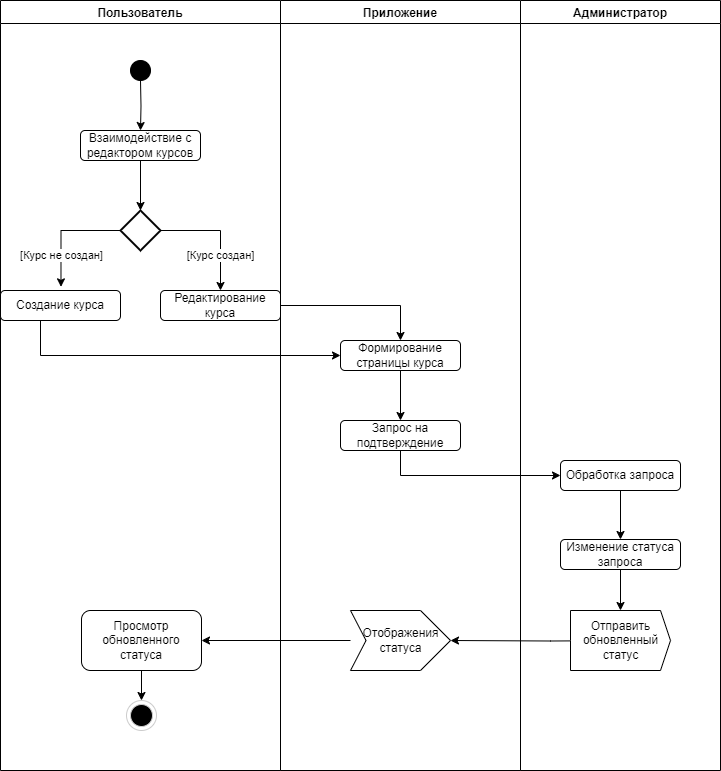 Пользователь
Приложение
Администратор
Взаимодействие с
редактором курсов
[Курс не создан]
[Курс создан]
Создание курса
Редактирование
курса
Формирование
страницы курса
Запрос на
подтверждение
Обработка запроса
Изменение статуса
запроса
Просмотр
обновленного
статуса
Отображения
статуса
Отправить
обновленный
статус